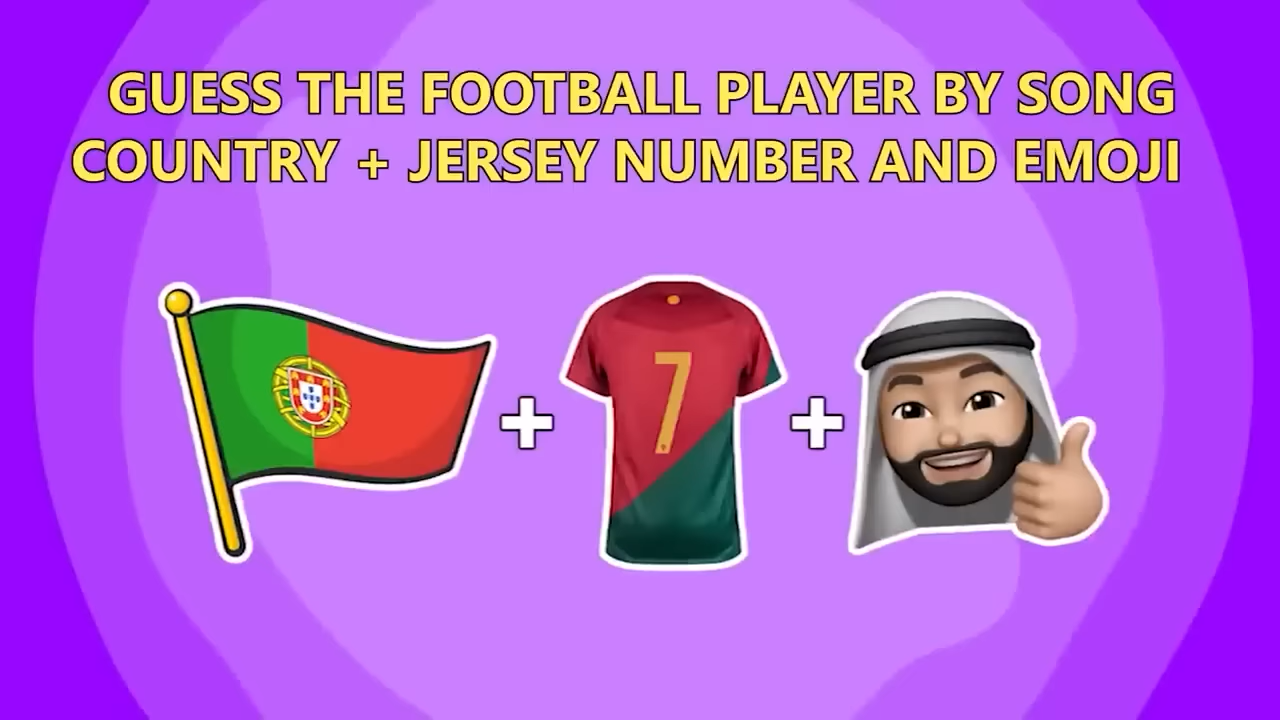 GUESS THE FOOTBALL PLAYER BY SONG
COUNTRY + JERSEY NUMBER AND EMOJI
+ 7 +